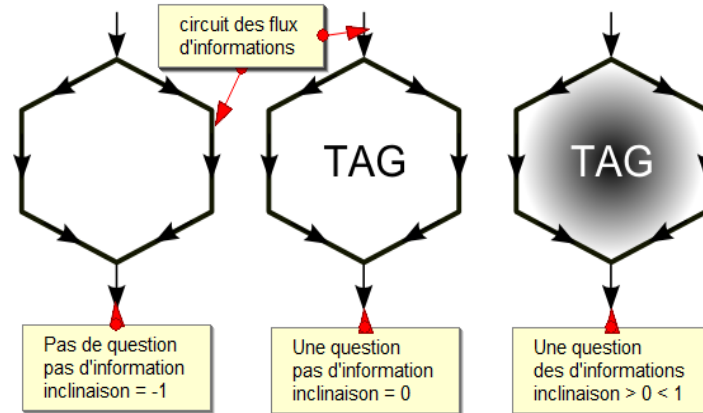 circuit des flux
d'informations
TAG
TAG
Pas de question
pas d'information
inclinaison = -1
Une question
pas d'information
inclinaison = 0
Une question
des d'informations
inclinaison > 0 < 1